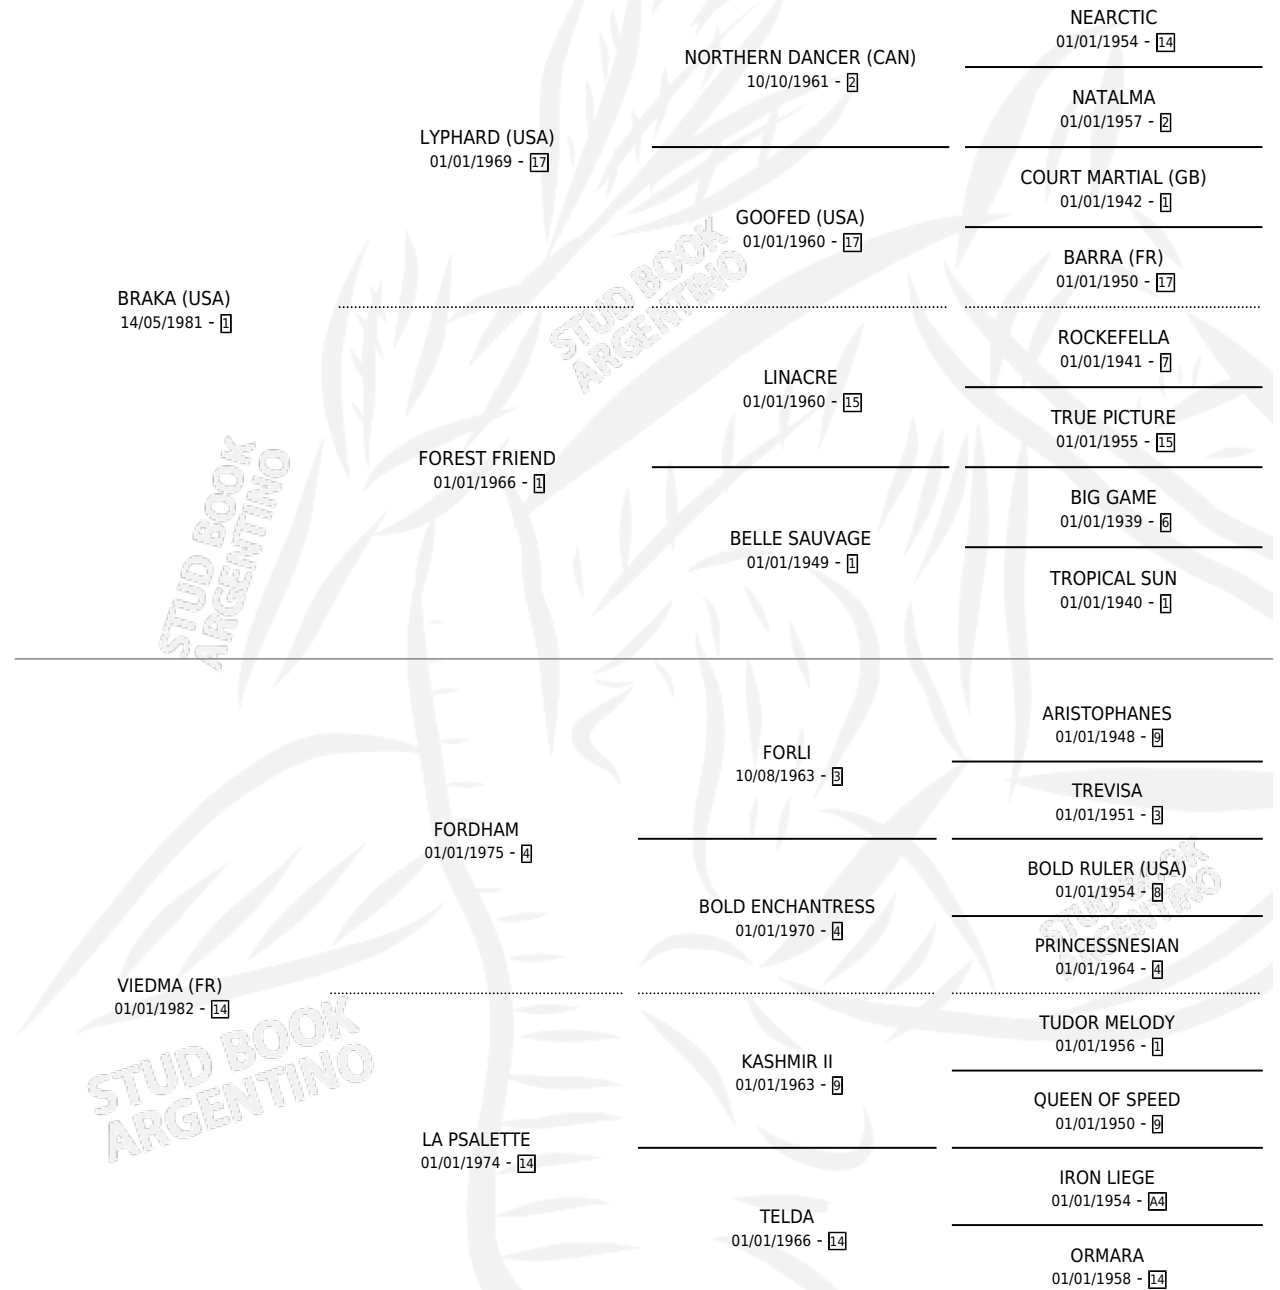 NEARCTIC
01/01/1954 - 14
NORTHERN DANCER (CAN)
10/10/1961 - 2
NATALMA
01/01/1957 - 2
LYPHARD (USA)
01/01/1969 - 17
COURT MARTIAL (GB)
01/01/1942 - 1
GOOFED (USA)
01/01/1960 - 17
BARRA (FR)
01/01/1950 - 17
BRAKA (USA)
14/05/1981 - 1
ROCKEFELLA
01/01/1941 - 7
LINACRE
01/01/1960 - 15
TRUE PICTURE
01/01/1955 - 15
FOREST FRIEND
01/01/1966 - 1
BIG GAME
01/01/1939 - 6
BELLE SAUVAGE
01/01/1949 - 1
TROPICAL SUN
01/01/1940 - 1
ARISTOPHANES
01/01/1948 - 9
FORLI
10/08/1963 - 3
TREVISA
01/01/1951 - 3
FORDHAM
01/01/1975 - 4
BOLD RULER (USA)
01/01/1954 - 8
BOLD ENCHANTRESS
01/01/1970 - 4
PRINCESSNESIAN
01/01/1964 - 4
VIEDMA (FR)
01/01/1982 - 14
TUDOR MELODY
01/01/1956 - 1
KASHMIR II
01/01/1963 - 9
QUEEN OF SPEED
01/01/1950 - 9
LA PSALETTE
01/01/1974 - 14
IRON LIEGE
01/01/1954 - A4
TELDA
01/01/1966 - 14
ORMARA
01/01/1958 - 14
STUD BOOK
ARGENTINO
STUD BOOK
ARGENTINO
STUD BOOK
ARGENTINO
STUD BOOK
ARGENTINO